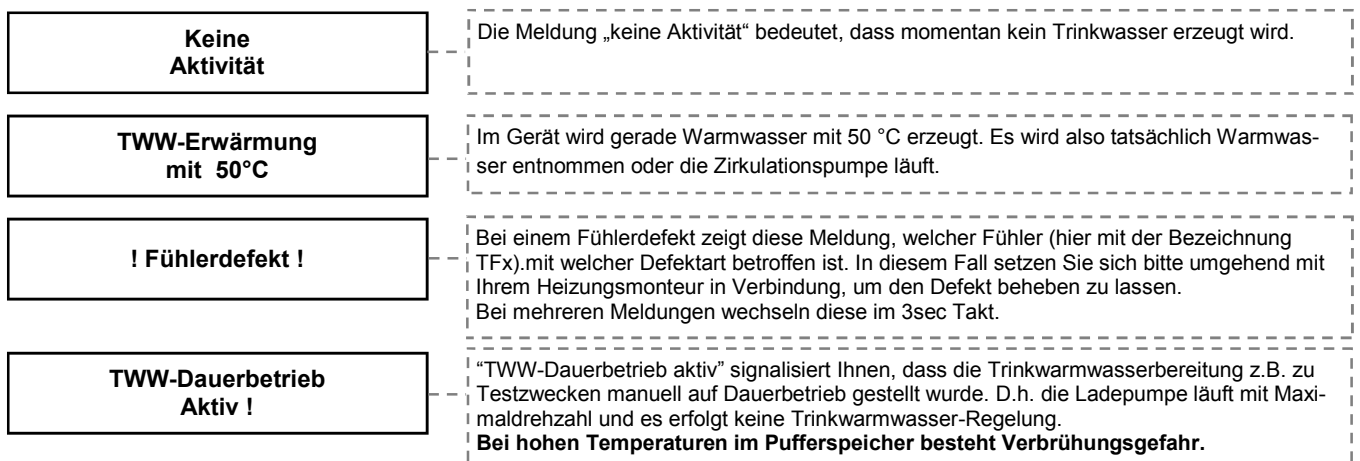 Keine
Aktivität
Die Meldung „keine Aktivität“ bedeutet, dass momentan kein Trinkwasser erzeugt wird.
TWW-Erwärmung
mit 50°C
Im Gerät wird gerade Warmwasser mit 50 °C erzeugt. Es wird also tatsächlich Warmwas-
ser entnommen oder die Zirkulationspumpe läuft.
! Fühlerdefekt !
Bei einem Fühlerdefekt zeigt diese Meldung, welcher Fühler (hier mit der Bezeichnung
TFx).mit welcher Defektart betroffen ist. In diesem Fall setzen Sie sich bitte umgehend mit
Ihrem Heizungsmonteur in Verbindung, um den Defekt beheben zu lassen.
Bei mehreren Meldungen wechseln diese im 3sec Takt.
TWW-Dauerbetrieb
Aktiv !
“TWW-Dauerbetrieb aktiv” signalisiert Ihnen, dass die Trinkwarmwasserbereitung z.B. zu
Testzwecken manuell auf Dauerbetrieb gestellt wurde. D.h. die Ladepumpe läuft mit Maxi-
maldrehzahl und es erfolgt keine Trinkwarmwasser-Regelung.
Bei hohen Temperaturen im Pufferspeicher besteht Verbrühungsgefahr.